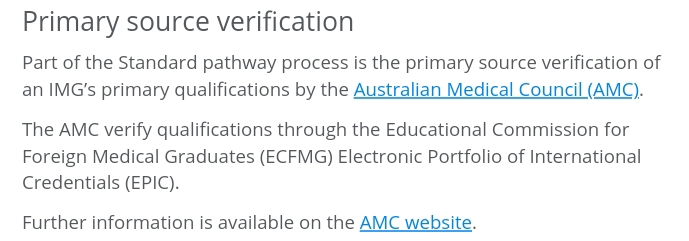 Primary source verification
Part of the Standard pathway process is the primary source verification of
an IMG’s primary qualifications by the Australian Medical Council (AMC).
The AMC verify qualifications through the Educational Commission for
Foreign Medical Graduates (ECFMG) Electronic Portfolio of International
Credentials (EPIC).
Further information is available on the AMC website.